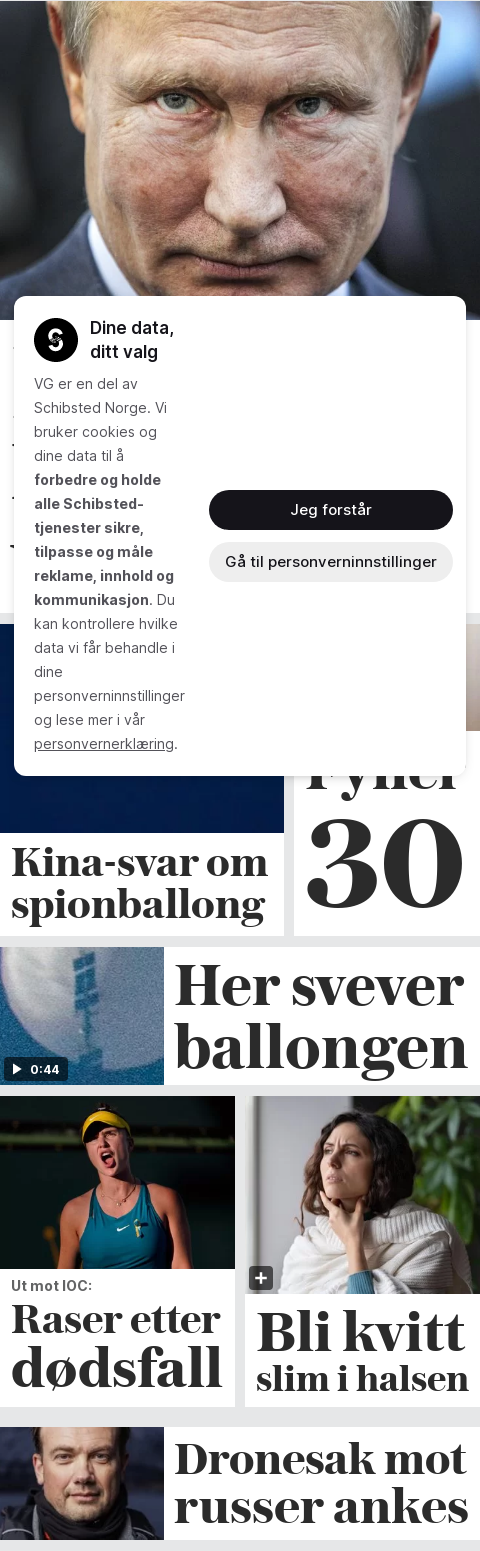 Dine data,
ditt valg
VG er en del av
Schibsted Norge. Vi
bruker cookies og
dine data til å
forbedre og holde
alle Schibsted-
tjenester sikre,
tilpasse og måle
reklame, innhold og
kommunikasjon. Du
kan kontrollere hvilke
data vi får behandle i
dine
personverninnstillinger
og lese mer i vår
personvernerklæring.
Jeg forstår
Gå til personverninnstillinger
Fyller
30
Kina-svar om
spionballong
0:44
Her svever
ballongen
Ut mot IOC:
Raser etter
dødsfall
Bli kvitt
slim i halsen
Dronesak mot
russer ankes